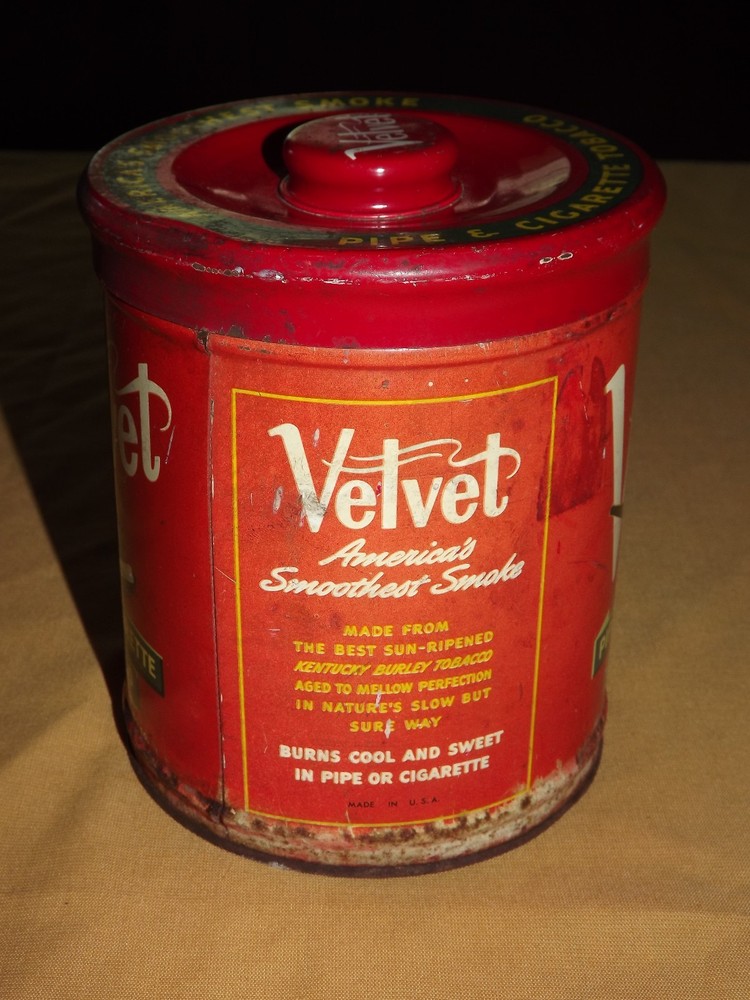 SMOKE
Velvet
PIPE & CIGARETTE TOBACCO
Velvet
America's
Smoothest Smoke
MADE FROM
THE BEST SUN-RIPENED
KENTUCKY BURLEY TOBACCO
AGED TO MELLOW PERFECTION
IN NATURE'S SLOW BUT
SURE WAY
BURNS COOL AND SWEET
IN PIPE OR CIGARETTE
MADE IN U.S.A.